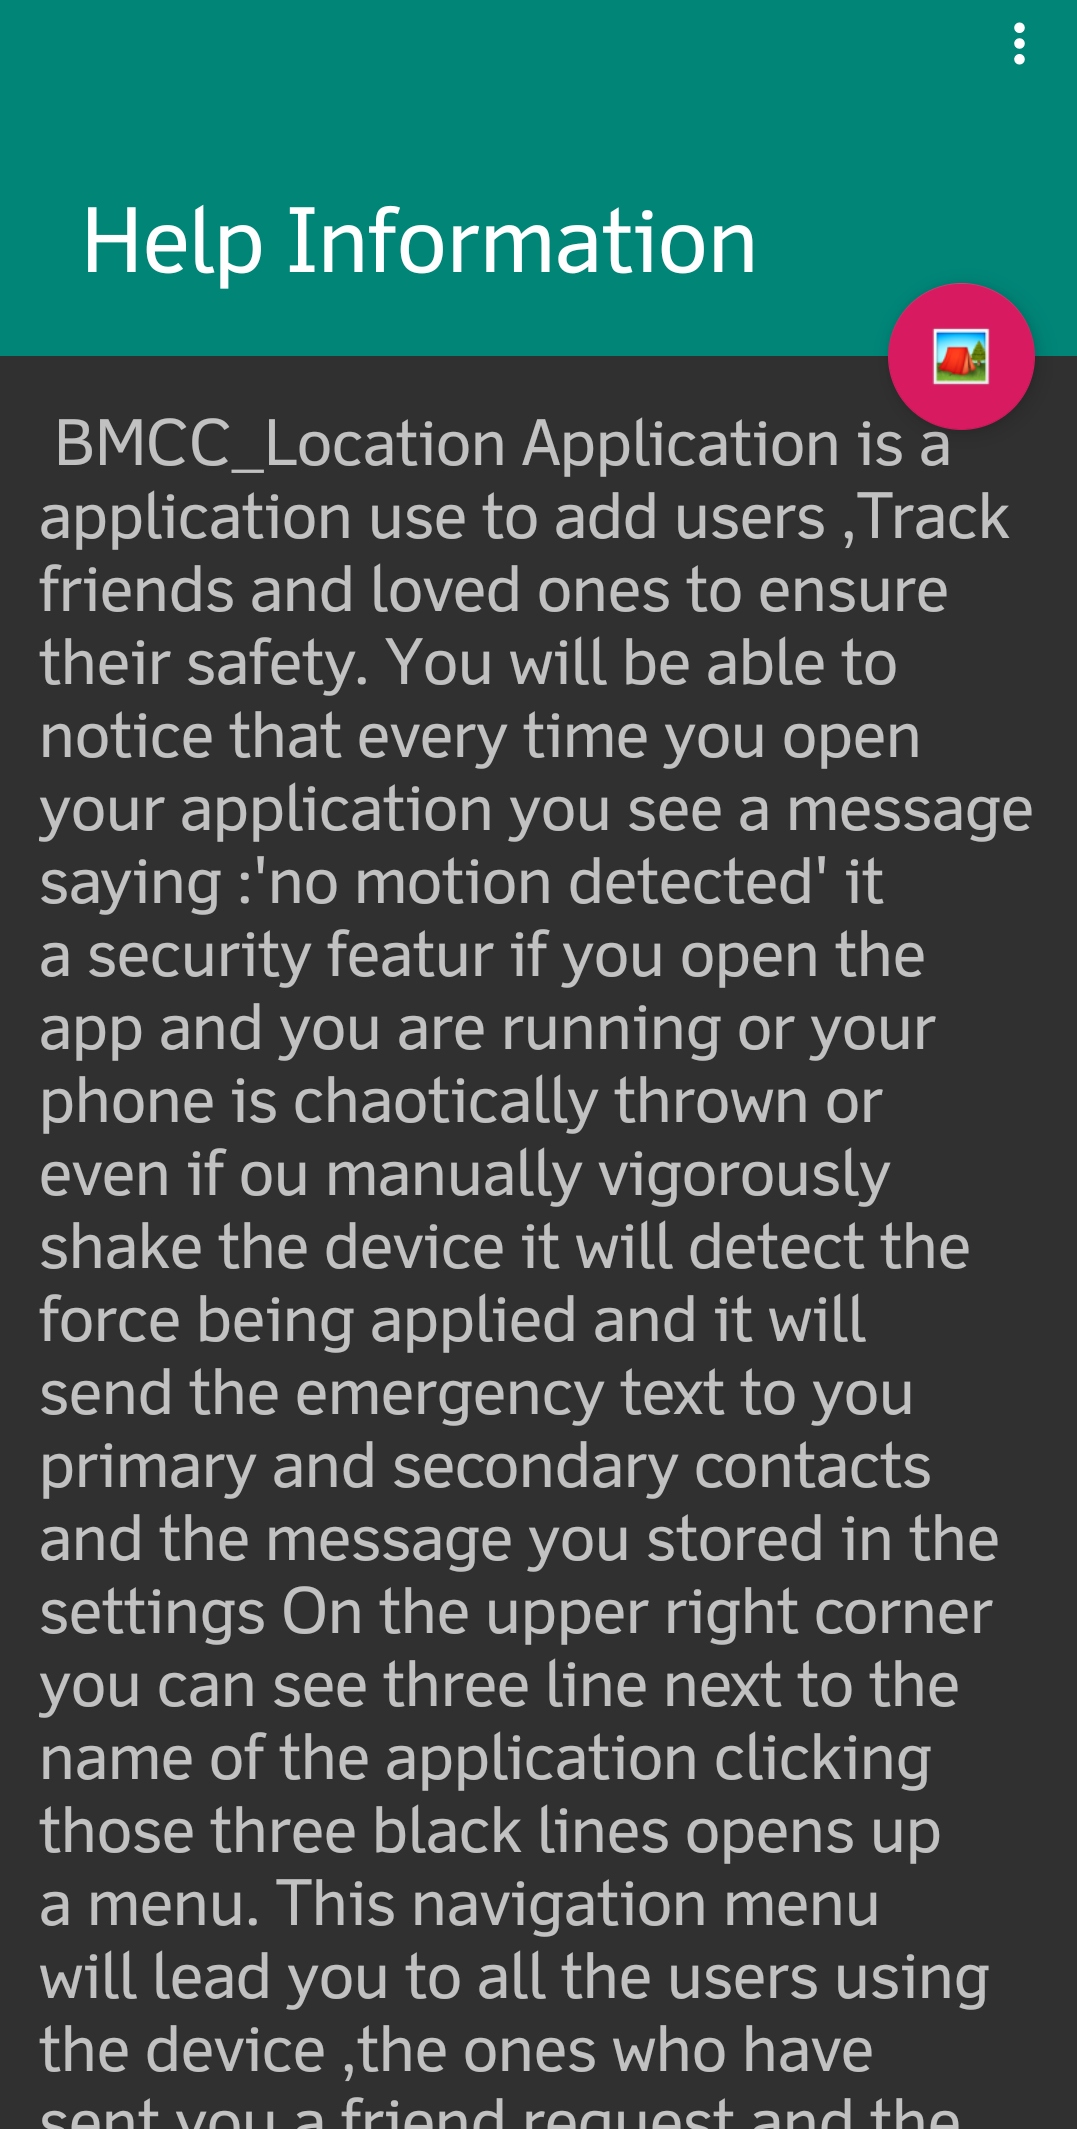 Help Information
BMCC_Location Application is a
application use to add users ,Track
friends and loved ones to ensure
their safety. You will be able to
notice that every time you open
your application you see a message
saying :'no motion detected' it
a security featur if you open the
app and you are running or your
phone is chaotically thrown or
even if ou manually vigorously
shake the device it will detect the
force being applied and it will
send the emergency text to you
primary and secondary contacts
and the message you stored in the
settings On the upper right corner
you can see three line next to the
name of the application clicking
those three black lines opens up
a menu. This navigation menu
will lead you to all the users using
the device ,the ones who have
sent you a friend request and the